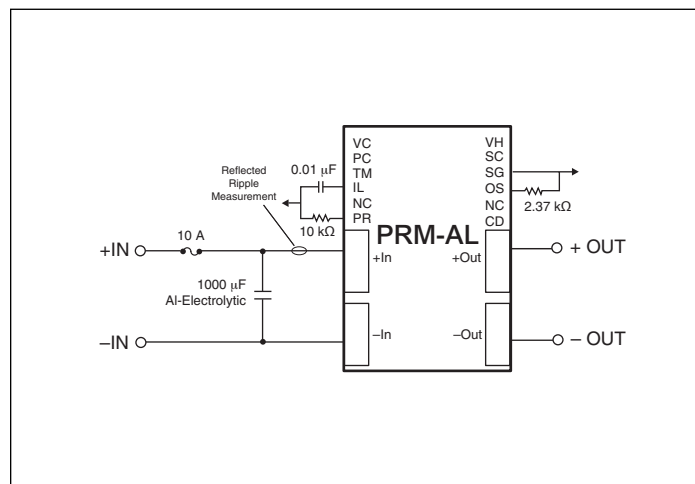 VC
PC
TM
IL
NC
PR
VH
SC
SG
OS
NC
CD
0.01 μF
10 kΩ
2.37 kΩ
Reflected
Ripple
Measurement
PRM-AL
10 A
+IN
+In
+Out
+ OUT
1000 μF
Al-Electrolytic
–IN
–In
–Out
– OUT